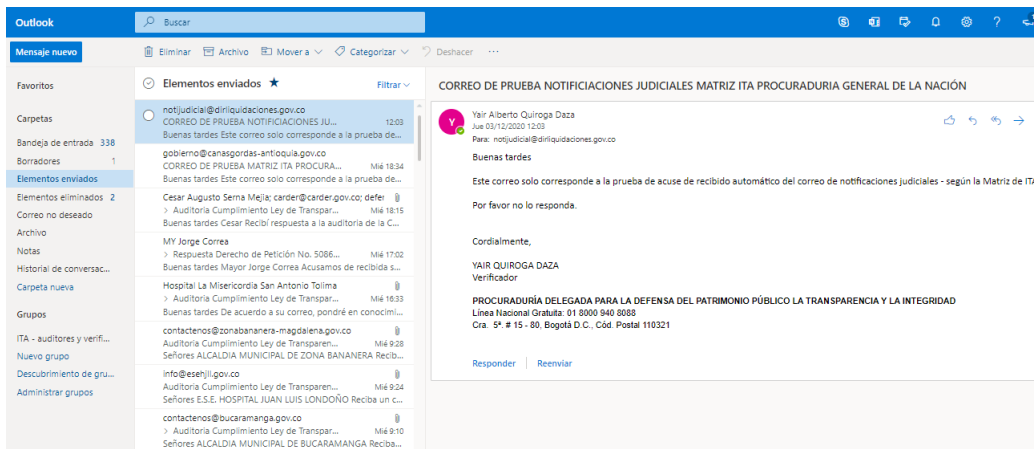 Outlook
Buscar
Mensaje nuevo
Eliminar Archivo Mover a Categorizar Deshacer ...
Favoritos
Carpetas
Bandeja de entrada 338
Borradores 1
Elementos enviados
Elementos eliminados 2
Correo no deseado
Archivo
Notas
Historial de conversac...
Carpeta nueva
Grupos
ITA - auditores y verifi...
Nuevo grupo
Descubrimiento de gru...
Administrar grupos
Elementos enviados ★ Filtrar
notijudicial@dirliquidaciones.gov.co
CORREO DE PRUEBA NOTIFICIACIONES JU... 12:03
Buenas tardes Este correo solo corresponde a la prueba de...
gobierno@canasgordas-antioquia.gov.co
CORREO DE PRUEBA MATRIZ ITA PROCURA... Mié 18:34
Buenas tardes Este correo solo corresponde a la prueba de...
Cesar Augusto Serna Mejia; carder@carder.gov.co; defer
> Auditoria Cumplimiento Ley de Transpar... Mié 18:15
Buenas tardes Cesar Recibí respuesta a la auditoria de la C...
MY Jorge Correa
> Respuesta Derecho de Petición No. 5086... Mié 17:02
Buenas tardes Mayor Jorge Correa Acusamos de recibida s...
Hospital La Misericordia San Antonio Tolima
> Auditoria Cumplimiento Ley de Transpar... Mié 16:33
Buenas tardes De acuerdo a su correo, pondré en conocimi...
contactenos@zonabananera-magdalena.gov.co
Auditoria Cumplimiento Ley de Transparen... Mié 9:28
Señores ALCALDIA MUNICIPAL DE ZONA BANANERA Recib...
info@esehjll.gov.co
Auditoria Cumplimiento Ley de Transparen... Mié 9:24
Señores E.S.E. HOSPITAL JUAN LUIS LONDOÑO Reciba un c...
contactenos@bucaramanga.gov.co
> Auditoria Cumplimiento Ley de Transpar... Mié 9:10
Señores ALCALDIA MUNICIPAL DE BUCARAMANGA Reciba...
CORREO DE PRUEBA NOTIFICIACIONES JUDICIALES MATRIZ ITA PROCURADURIA GENERAL DE LA NACIÓN
Y
Yair Alberto Quiroga Daza
Jue 03/12/2020 12:03
Para: notijudicial@dirliquidaciones.gov.co
Buenas tardes
Este correo solo corresponde a la prueba de acuse de recibido automático del correo de notificaciones judiciales - según la Matriz de ITA
Por favor no lo responda.
Cordialmente,
YAIR QUIROGA DAZA
Verificador
PROCURADURÍA DELEGADA PARA LA DEFENSA DEL PATRIMONIO PÚBLICO LA TRANSPARENCIA Y LA INTEGRIDAD
Línea Nacional Gratuita: 01 8000 940 8088
Cra. 5ª. # 15 - 80, Bogotá D.C., Cód. Postal 110321
Responder Reenviar